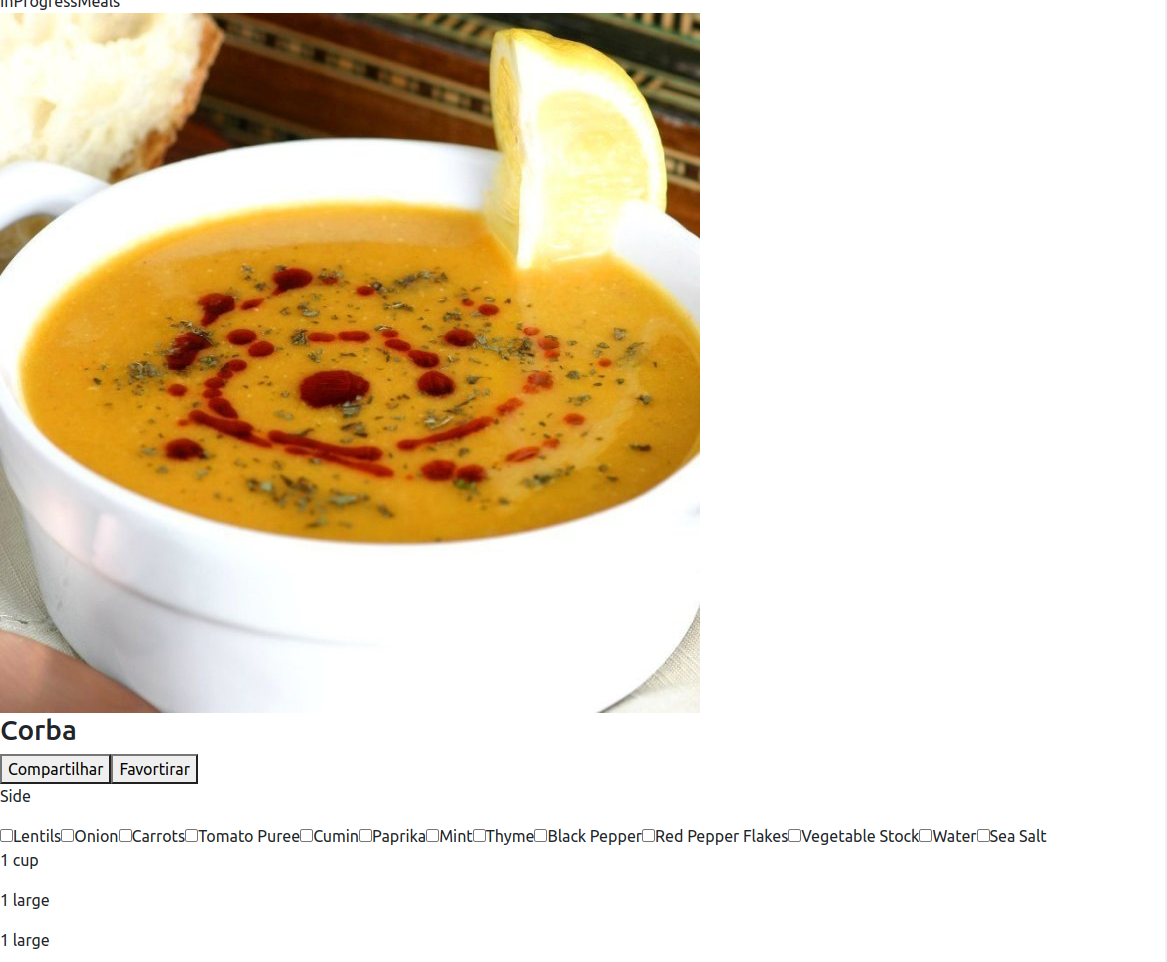 InProgressMeals
Corba
Compartilhar Favortirar
Side
Lentils Onion Carrots Tomato Puree Cumin Paprika Mint Thyme Black Pepper Red Pepper Flakes Vegetable Stock Water Sea Salt
1 cup
1 large
1 large